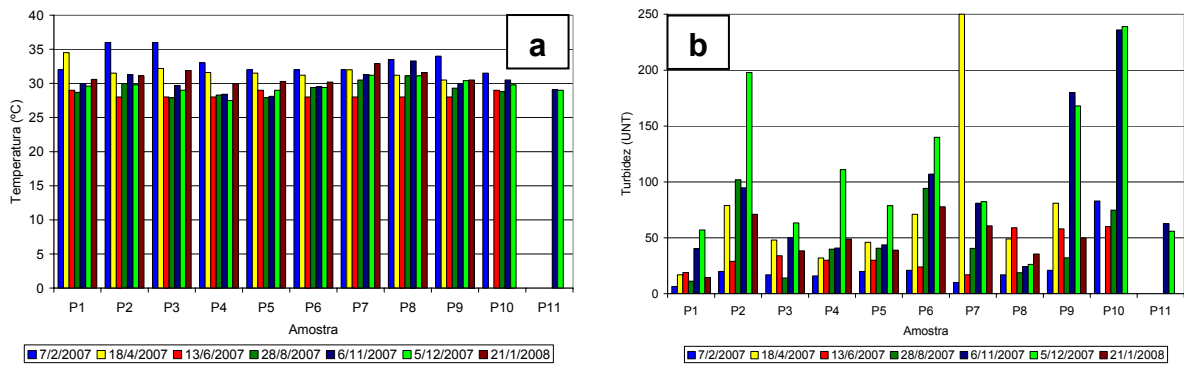 a
40
35
30
25
20
15
10
5
0
Temperatura (ºC)
P1 P2 P3 P4 P5 P6 P7 P8 P9 P10 P11
Amostra
7/2/2007 18/4/2007 13/6/2007 28/8/2007 6/11/2007 5/12/2007 21/1/2008
b
250
200
150
100
50
0
Turbidez (UNT)
P1 P2 P3 P4 P5 P6 P7 P8 P9 P10 P11
Amostra
7/2/2007 18/4/2007 13/6/2007 28/8/2007 6/11/2007 5/12/2007 21/1/2008